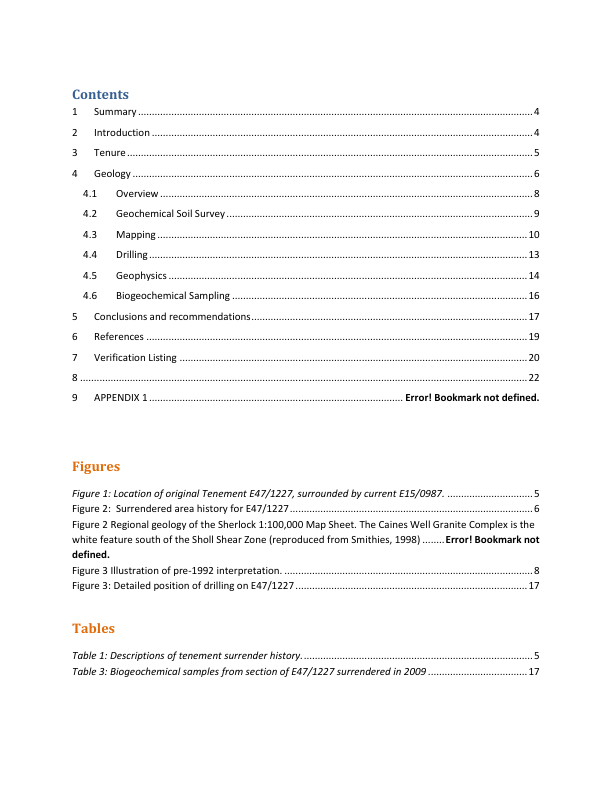 Contents
1 Summary ........ 4
2 Introduction ........ 4
3 Tenure ........ 5
4 Geology ........ 6
4.1 Overview ........ 8
4.2 Geochemical Soil Survey ........ 9
4.3 Mapping ........ 10
4.4 Drilling ........ 13
4.5 Geophysics ........ 14
4.6 Biogeochemical Sampling ........ 16
5 Conclusions and recommendations ........ 17
6 References ........ 19
7 Verification Listing ........ 20
8 ........ 22
9 APPENDIX 1 ........ Error! Bookmark not defined.
Figures
Figure 1: Location of original Tenement E47/1227, surrounded by current E15/0987. ........ 5
Figure 2: Surrendered area history for E47/1227 ........ 6
Figure 2 Regional geology of the Sherlock 1:100,000 Map Sheet. The Caines Well Granite Complex is the
white feature south of the Sholl Shear Zone (reproduced from Smithies, 1998) ........ Error! Bookmark not
defined.
Figure 3 Illustration of pre-1992 interpretation. ........ 8
Figure 3: Detailed position of drilling on E47/1227 ........ 17
Tables
Table 1: Descriptions of tenement surrender history. ........ 5
Table 3: Biogeochemical samples from section of E47/1227 surrendered in 2009 ........ 17